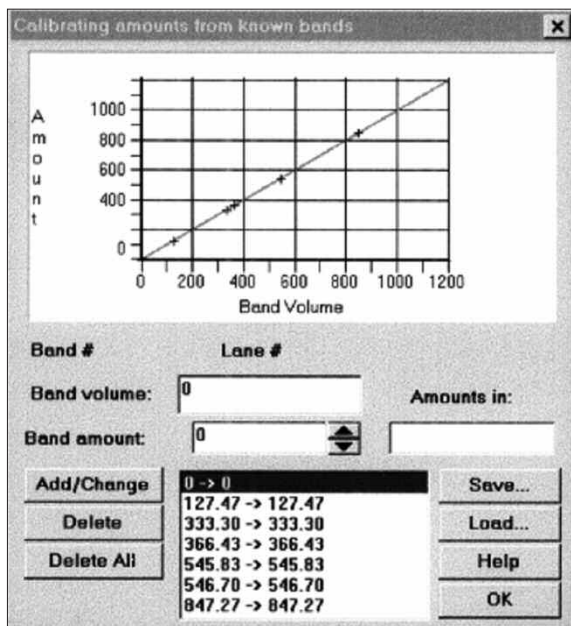 Calibrating amounts from known bands
Amount
1000
800
600
400
0
0 200 400 600 800 1000 1200
Band Volume
Band # Lane #
Band volume: 0 Amounts in:
Band amount: 0
Add/Change
Delete
Delete All
0 -> 0
127.47 -> 127.47
333.30 -> 333.30
366.43 -> 366.43
545.83 -> 545.83
546.70 -> 546.70
847.27 -> 847.27
Save...
Load...
Help
OK